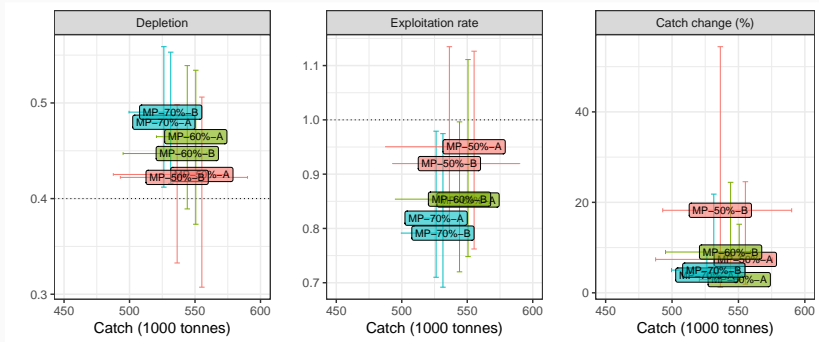 Depletion
Exploitation rate
Catch change (%)
0.5
0.4
0.3
MP−70%−B
MP−70%−A
MP−60%−A
MP−60%−B
MP−50%−B
450
500
550
600
Catch (1000 tonnes)
1.1
1.0
0.9
0.8
0.7
MP−50%−A
MP−50%−B
MP−60%−B
MP−70%−A
MP−70%−B
450
500
550
600
Catch (1000 tonnes)
60
40
20
0
MP−50%−B
MP−60%−B
MP−70%−B
450
500
550
600
Catch (1000 tonnes)